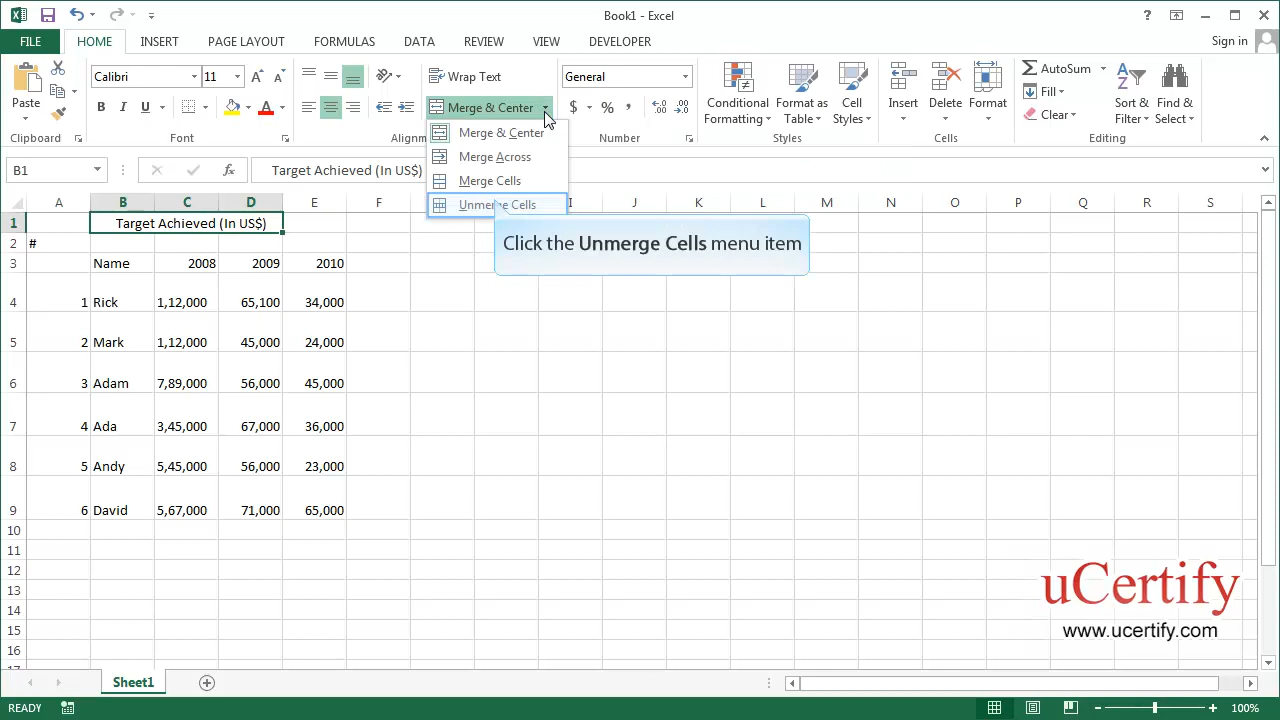 Book1 - Excel
FILE HOME INSERT PAGE LAYOUT FORMULAS DATA REVIEW VIEW DEVELOPER Sign in
Calibri 11 Wrap Text General AutoSum
Paste B I U A Merge & Center $ % , Conditional Formatting Format as Table Cell Styles Insert Delete Format Fill Clear Sort & Filter Find & Select
Font Alignm Number Cells Editing
Merge & Center
Merge Across
Merge Cells
Unmerge Cells
B1 fx Target Achieved (In US$)
A B C D E F I J K L M N O P Q R S
Click the Unmerge Cells menu item
1 Target Achieved (In US$)
2 #
3 Name 2008 2009 2010
4 1 Rick 1,12,000 65,100 34,000
5 2 Mark 1,12,000 45,000 24,000
6 3 Adam 7,89,000 56,000 45,000
7 4 Ada 3,45,000 67,000 36,000
8 5 Andy 5,45,000 56,000 23,000
9 6 David 5,67,000 71,000 65,000
10
11
12
13
14
15
16
17
uCertify
www.ucertify.com
Sheet1
READY 100%